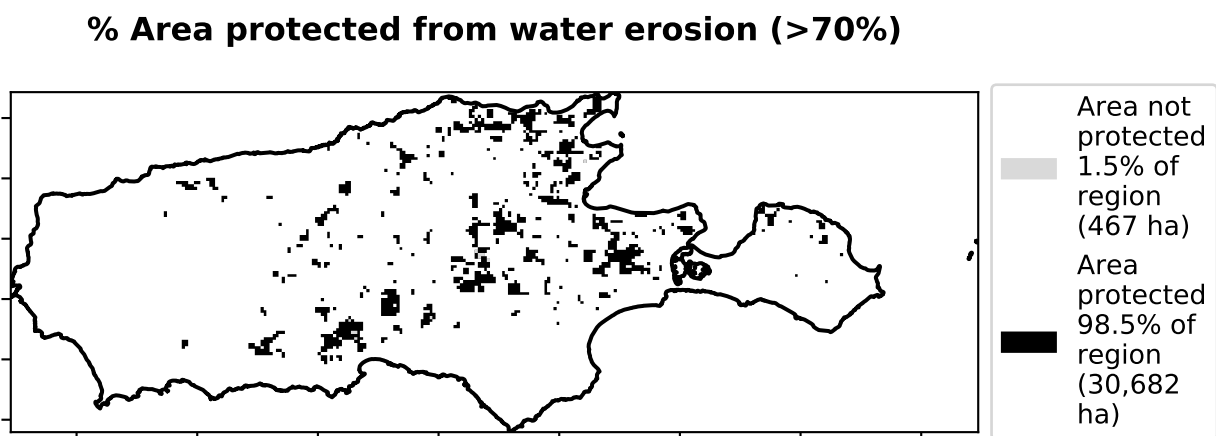 % Area protected from water erosion (>70%)
Area not
protected
1.5% of
region
(467 ha)
Area
protected
98.5% of
region
(30,682
ha)